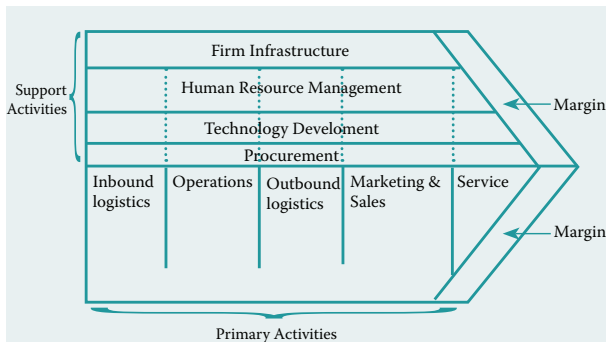 Firm Infrastructure
Support
Activities
Human Resource Management
Margin
Technology Develoment
Procurement
Inbound
logistics
Operations
Outbound
logistics
Marketing &
Sales
Service
Margin
Primary Activities